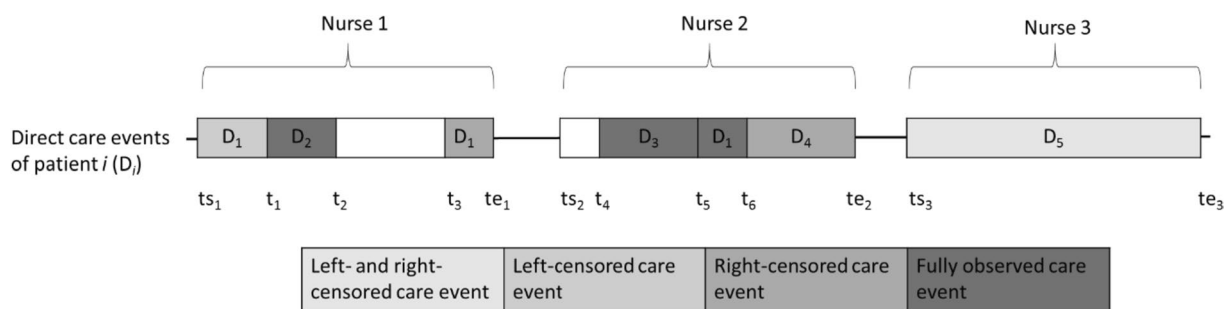 Nurse 1 Nurse 2 Nurse 3
Direct care events
of patient i (Di)
D1 D2 D1 D3 D1 D4 D5
ts1 t1 t2 t3 te1 ts2 t4 t5 t6 te2 ts3 te3
Left- and right-
censored care event
Left-censored care
event
Right-censored care
event
Fully observed care
event